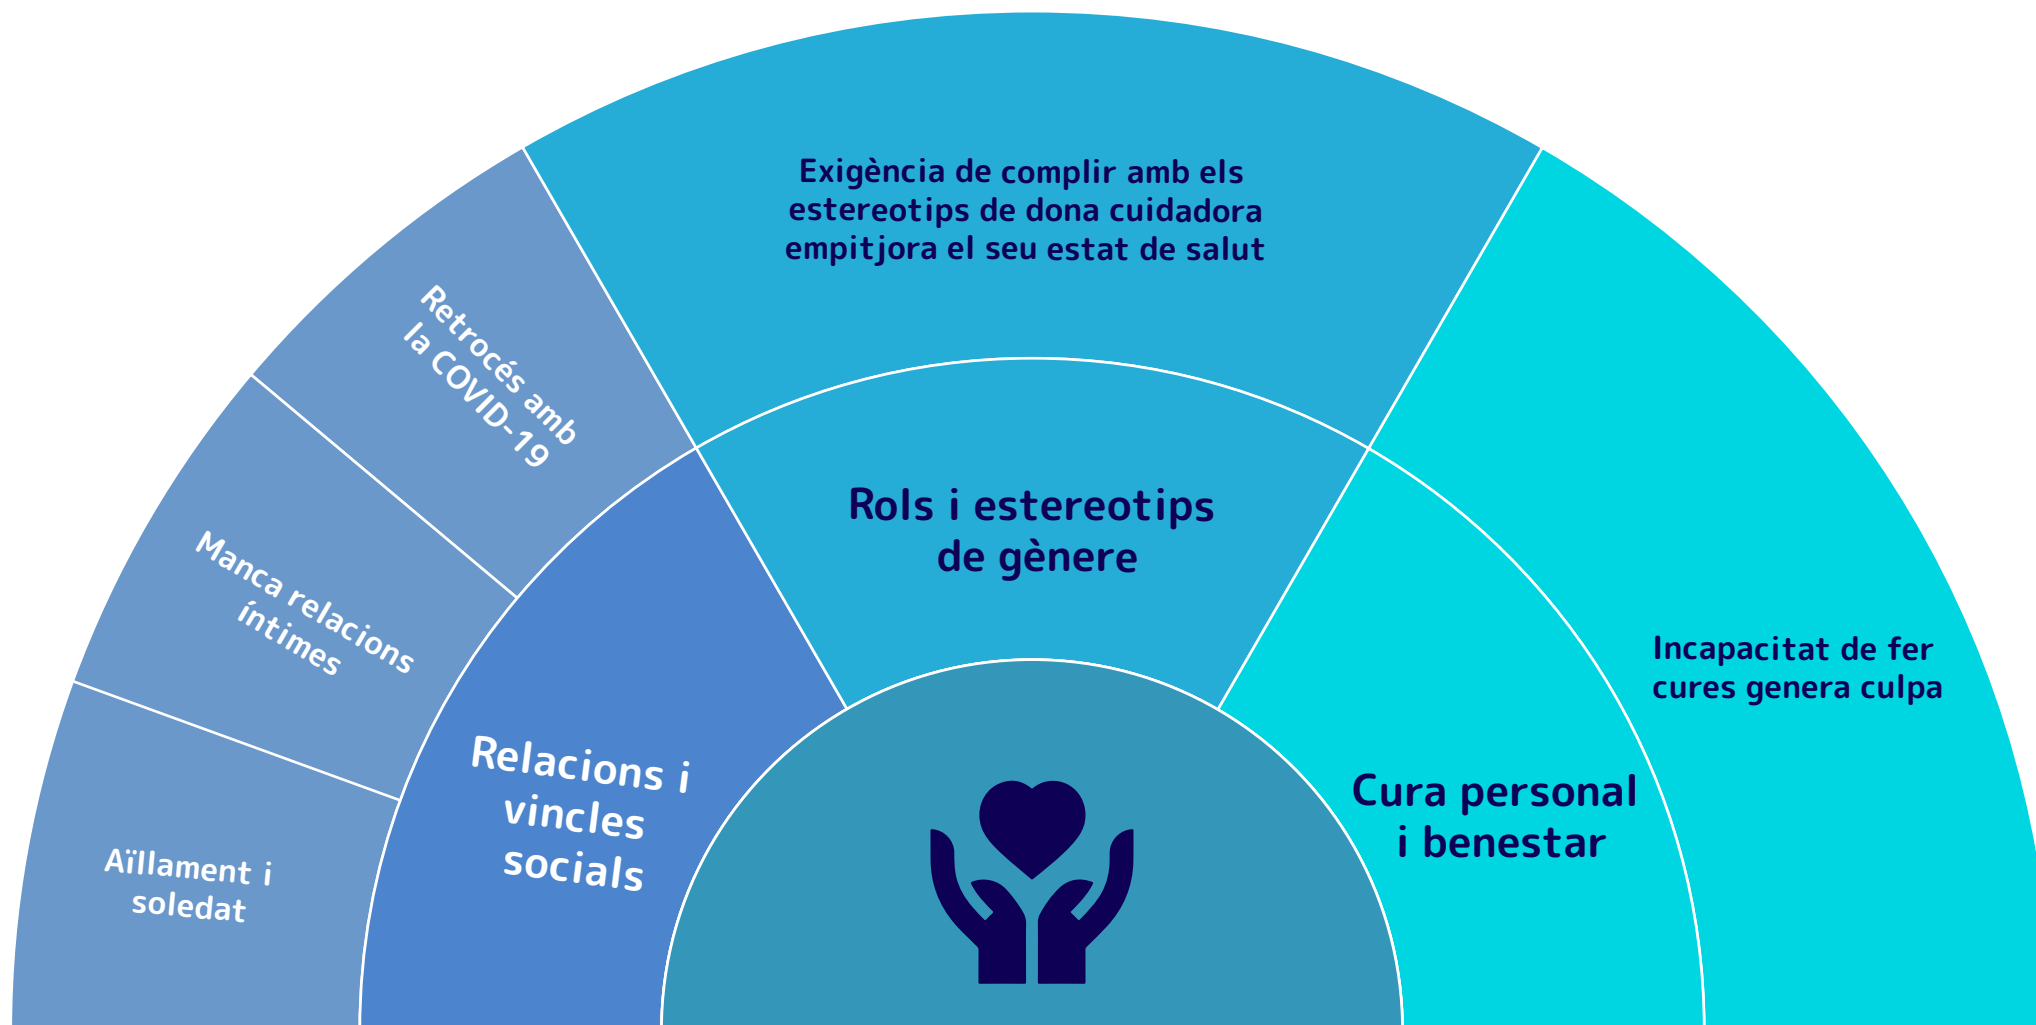 Exigència de complir amb els
estereotips de dona cuidadora
empitjora el seu estat de salut
Retrocés amb
la COVID-19
Manca relacions
íntimes
Aïllament i
soledat
Rols i estereotips
de gènere
Relacions i
vincles
socials
Cura personal
i benestar
Incapacitat de fer
cures genera culpa